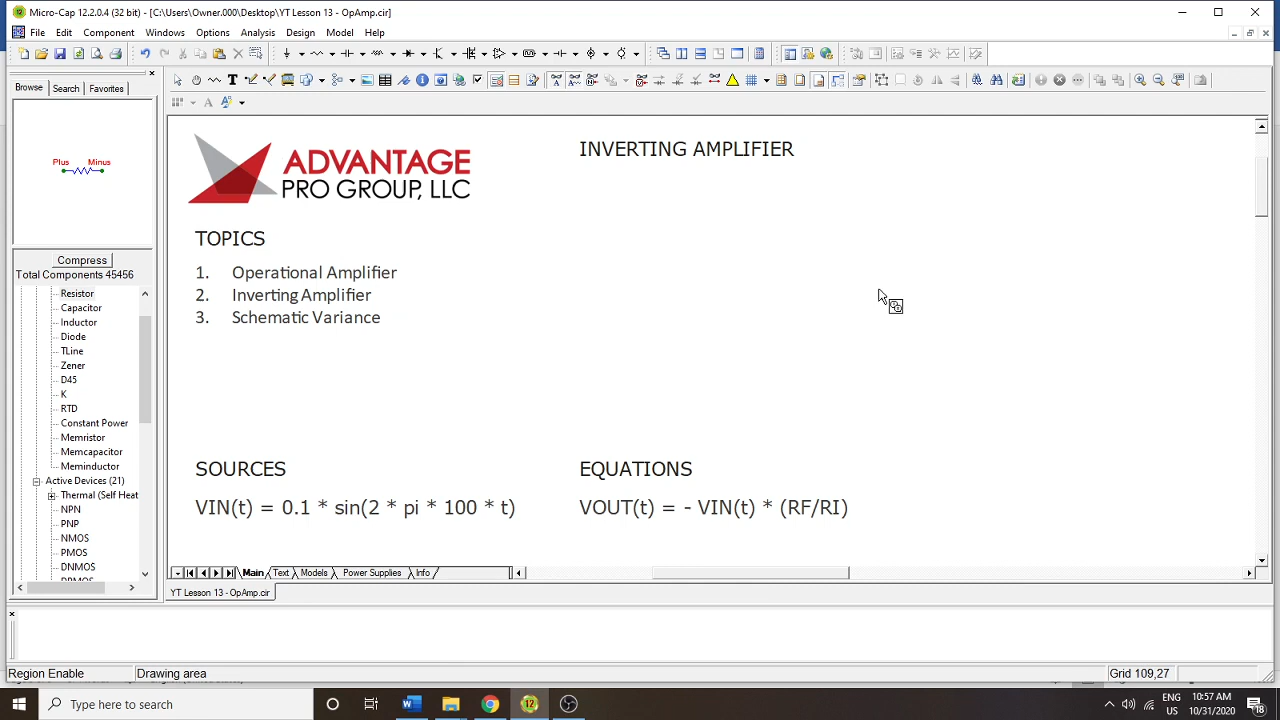 Micro-Cap 12.2.0.4 (32 bit) - [C:\Users\Owner.000\Desktop\YT Lesson 13 - OpAmp.cir]
File Edit Component Windows Options Analysis Design Model Help
Browse Search Favorites
Plus Minus
Compress
Total Components 45456
Resistor
Capacitor
Inductor
Diode
TLine
Zener
D45
K
RTD
Constant Power
Memristor
Memcapacitor
Meminductor
Active Devices (21)
Thermal (Self Heat
NPN
PNP
NMOS
PMOS
DNMOS
DPMOS
ADVANTAGE
PRO GROUP, LLC
INVERTING AMPLIFIER
TOPICS
1. Operational Amplifier
2. Inverting Amplifier
3. Schematic Variance
SOURCES
VIN(t) = 0.1 * sin(2 * pi * 100 * t)
EQUATIONS
VOUT(t) = - VIN(t) * (RF/RI)
Main Text Models Power Supplies Info
YT Lesson 13 - OpAmp.cir
Region Enable Drawing area Grid 109,27
Type here to search
12
ENG
US
10:57 AM
10/31/2020
18